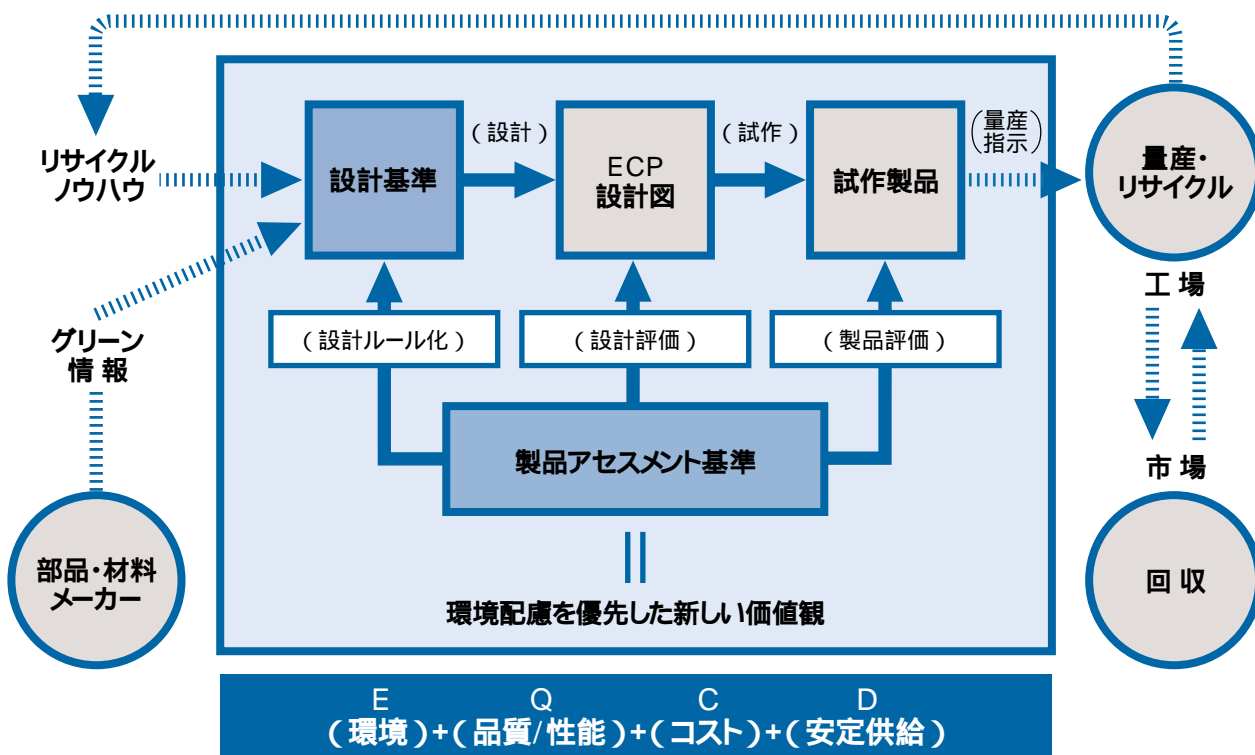 リサイクル
ノウハウ
設計基準
(設計)
ECP
設計図
(試作)
試作製品
(量産
指示)
量産・
リサイクル
グリーン
情報
(設計ルール化)
(設計評価)
(製品評価)
工場
製品アセスメント基準
市場
部品・材料
メーカー
環境配慮を優先した新しい価値観
回収
E Q C D
(環境)+(品質/性能)+(コスト)+(安定供給)